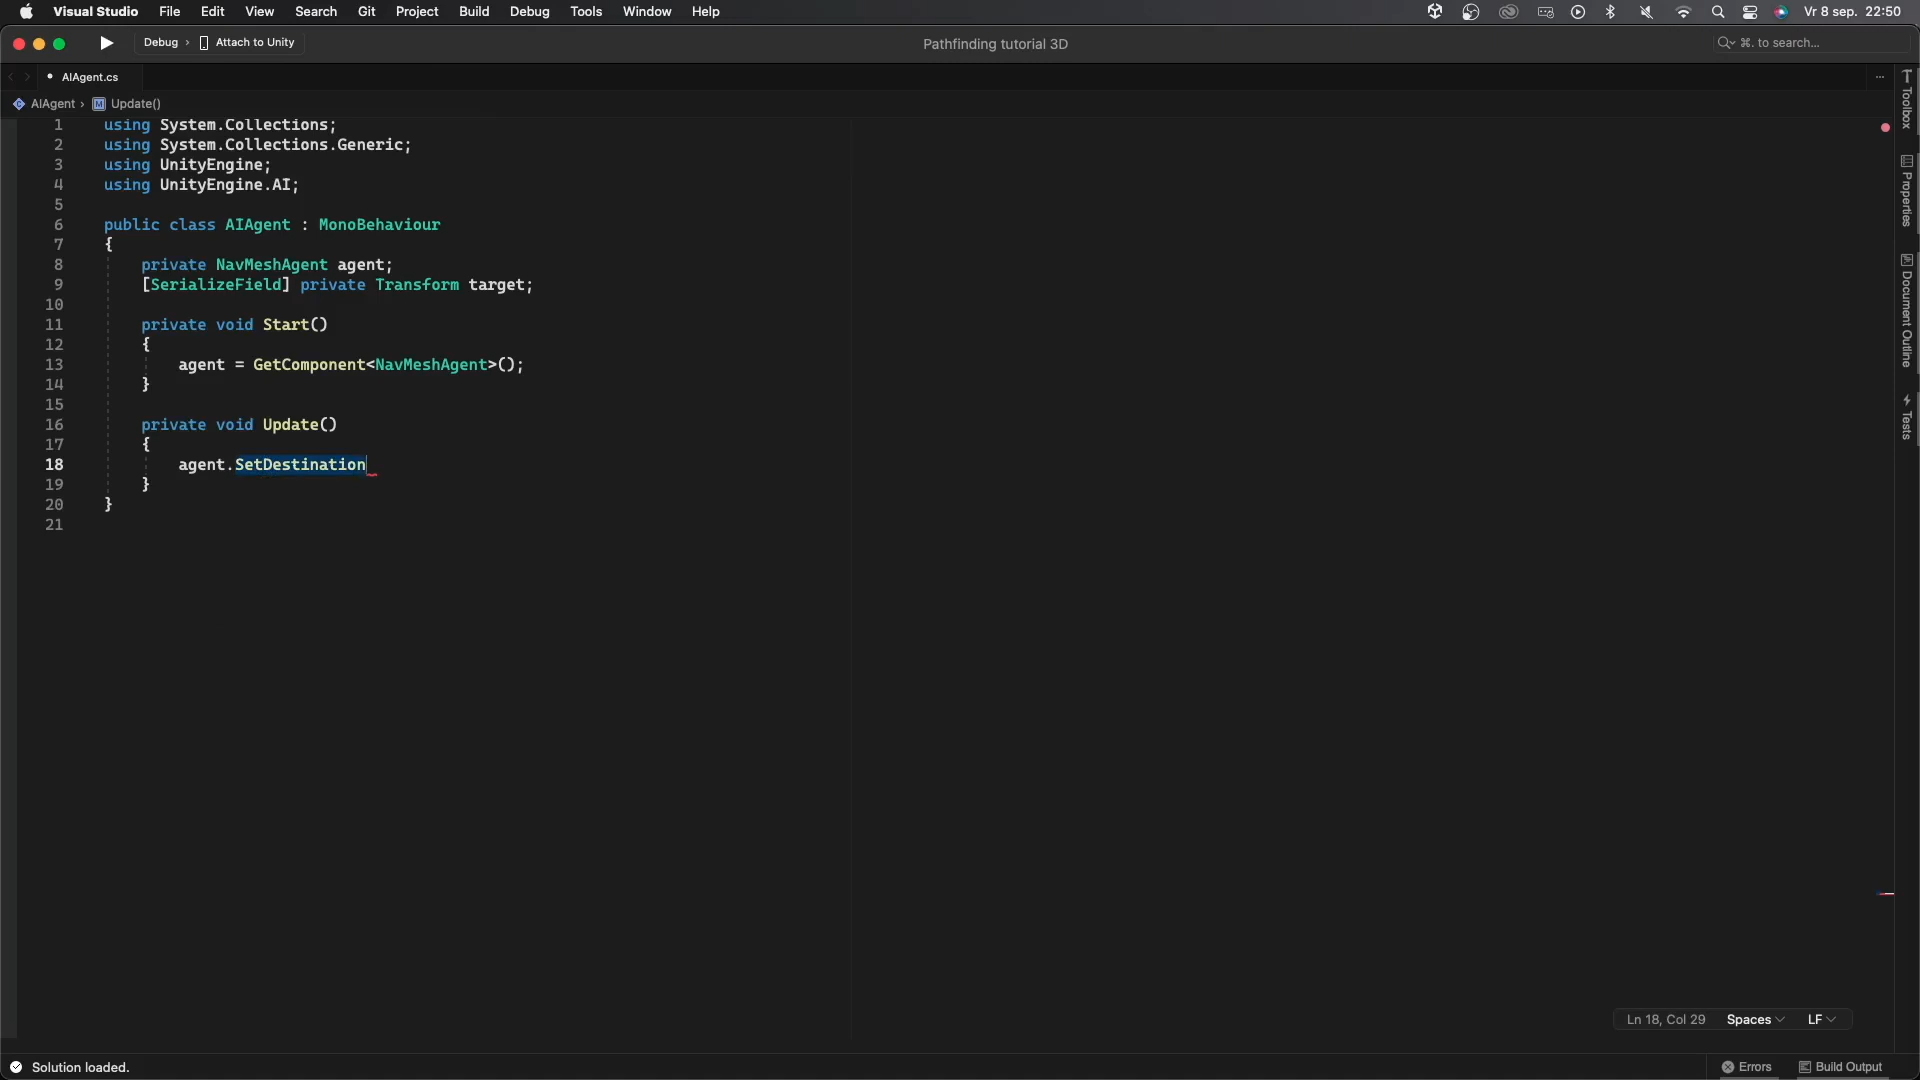 Visual Studio File Edit View Search Git Project Build Debug Tools Window Help Vr 8 sep. 22:50
Debug › Attach to Unity Pathfinding tutorial 3D ⌘. to search...
AIAgent.cs ...
AIAgent › M Update()
1 using System.Collections;
2 using System.Collections.Generic;
3 using UnityEngine;
4 using UnityEngine.AI;
5
6 public class AIAgent : MonoBehaviour
7 {
8 private NavMeshAgent agent;
9 [SerializeField] private Transform target;
10
11 private void Start()
12 {
13 agent = GetComponent<NavMeshAgent>();
14 }
15
16 private void Update()
17 {
18 agent.SetDestination
19 }
20 }
21
Toolbox
Properties
Document Outline
Tests
Ln 18, Col 29 Spaces LF
Solution loaded. Errors Build Output